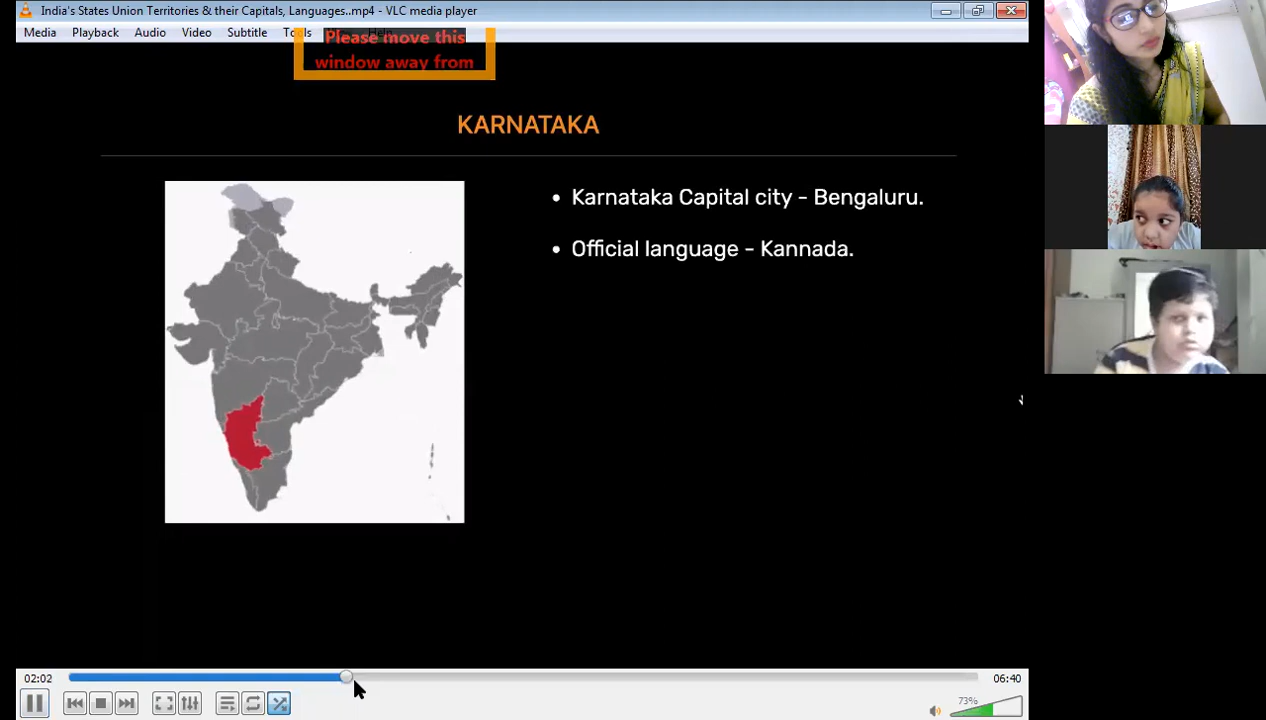 India's States Union Territories & their Capitals, Languages..mp4 - VLC media player
Media Playback Audio Video Subtitle Tools
Please move this
window away from
KARNATAKA
• Karnataka Capital city - Bengaluru.
• Official language - Kannada.
02:02
06:40
73%